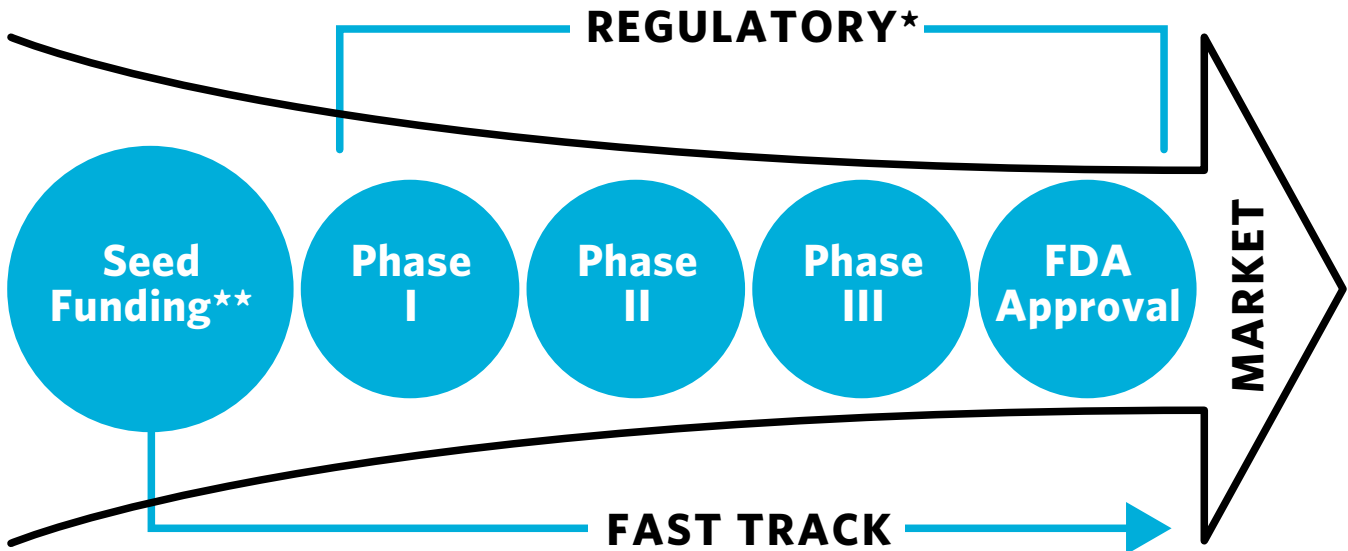 REGULATORY*
Seed
Funding**
Phase
I
Phase
II
Phase
III
FDA
Approval
MARKET
FAST TRACK